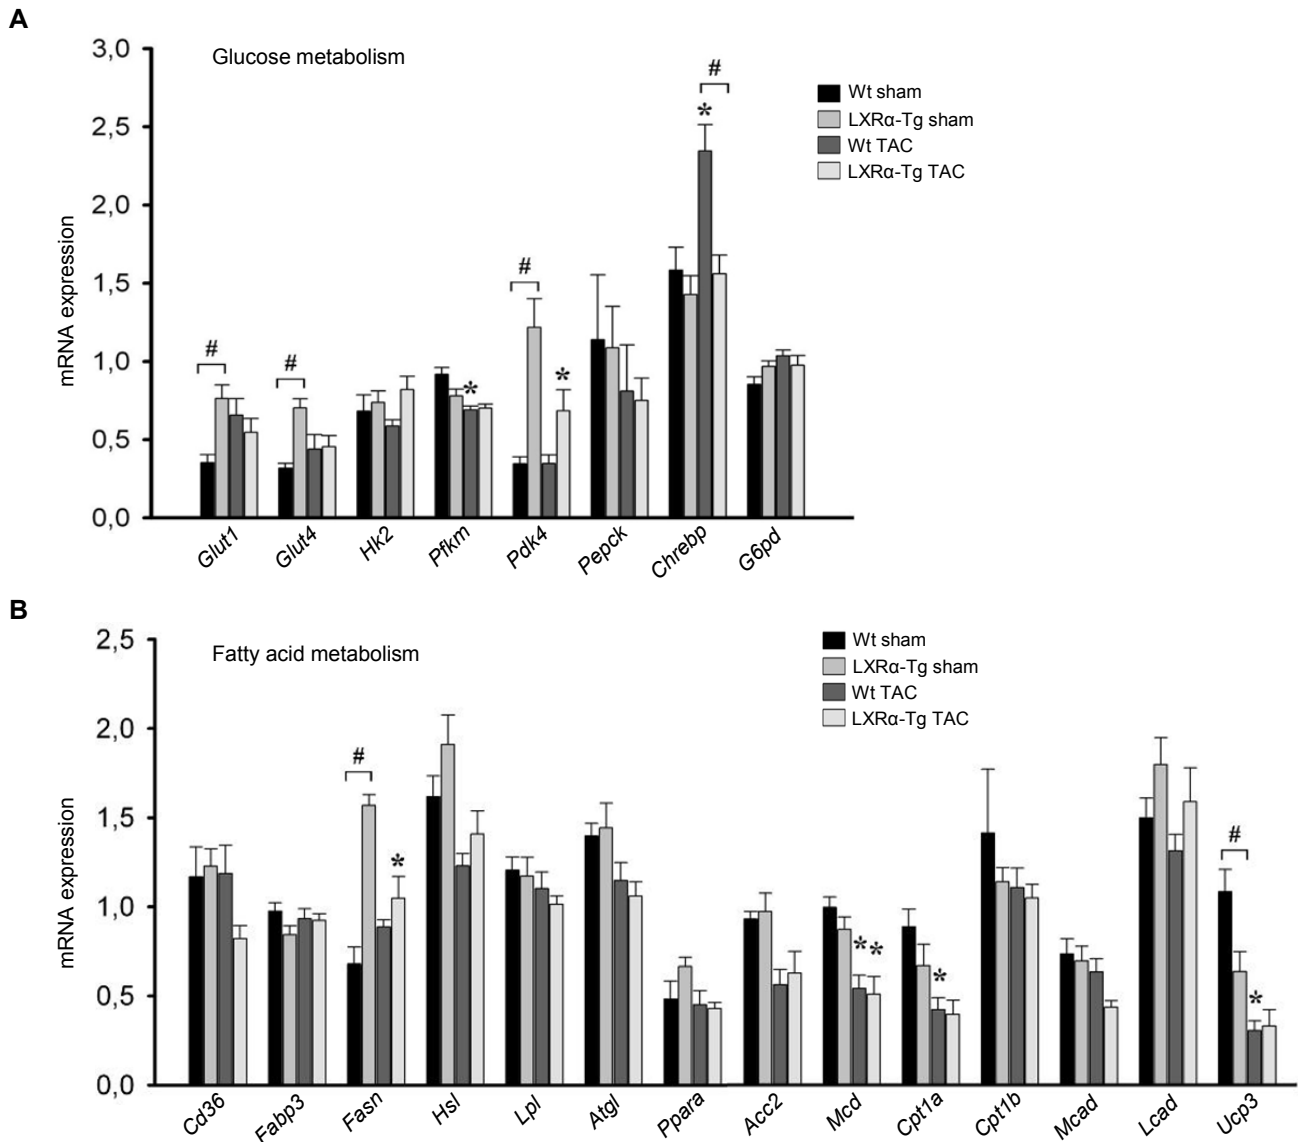 A
Glucose metabolism
mRNA expression
3,0
2,5
2,0
1,5
1,0
0,5
0,0
#
#
*
#
*
*
#
Wt sham
LXRα-Tg sham
Wt TAC
LXRα-Tg TAC
Glut1 Glut4 Hk2 Pfkm Pdk4 Pepck Chrebp G6pd
B
Fatty acid metabolism
mRNA expression
2,5
2,0
1,5
1,0
0,5
0,0
#
*
* *
*
#
*
Wt sham
LXRα-Tg sham
Wt TAC
LXRα-Tg TAC
Cd36 Fabp3 Fasn Hsl Lpl Atgl Ppara Acc2 Mcd Cpt1a Cpt1b Mcad Lcad Ucp3